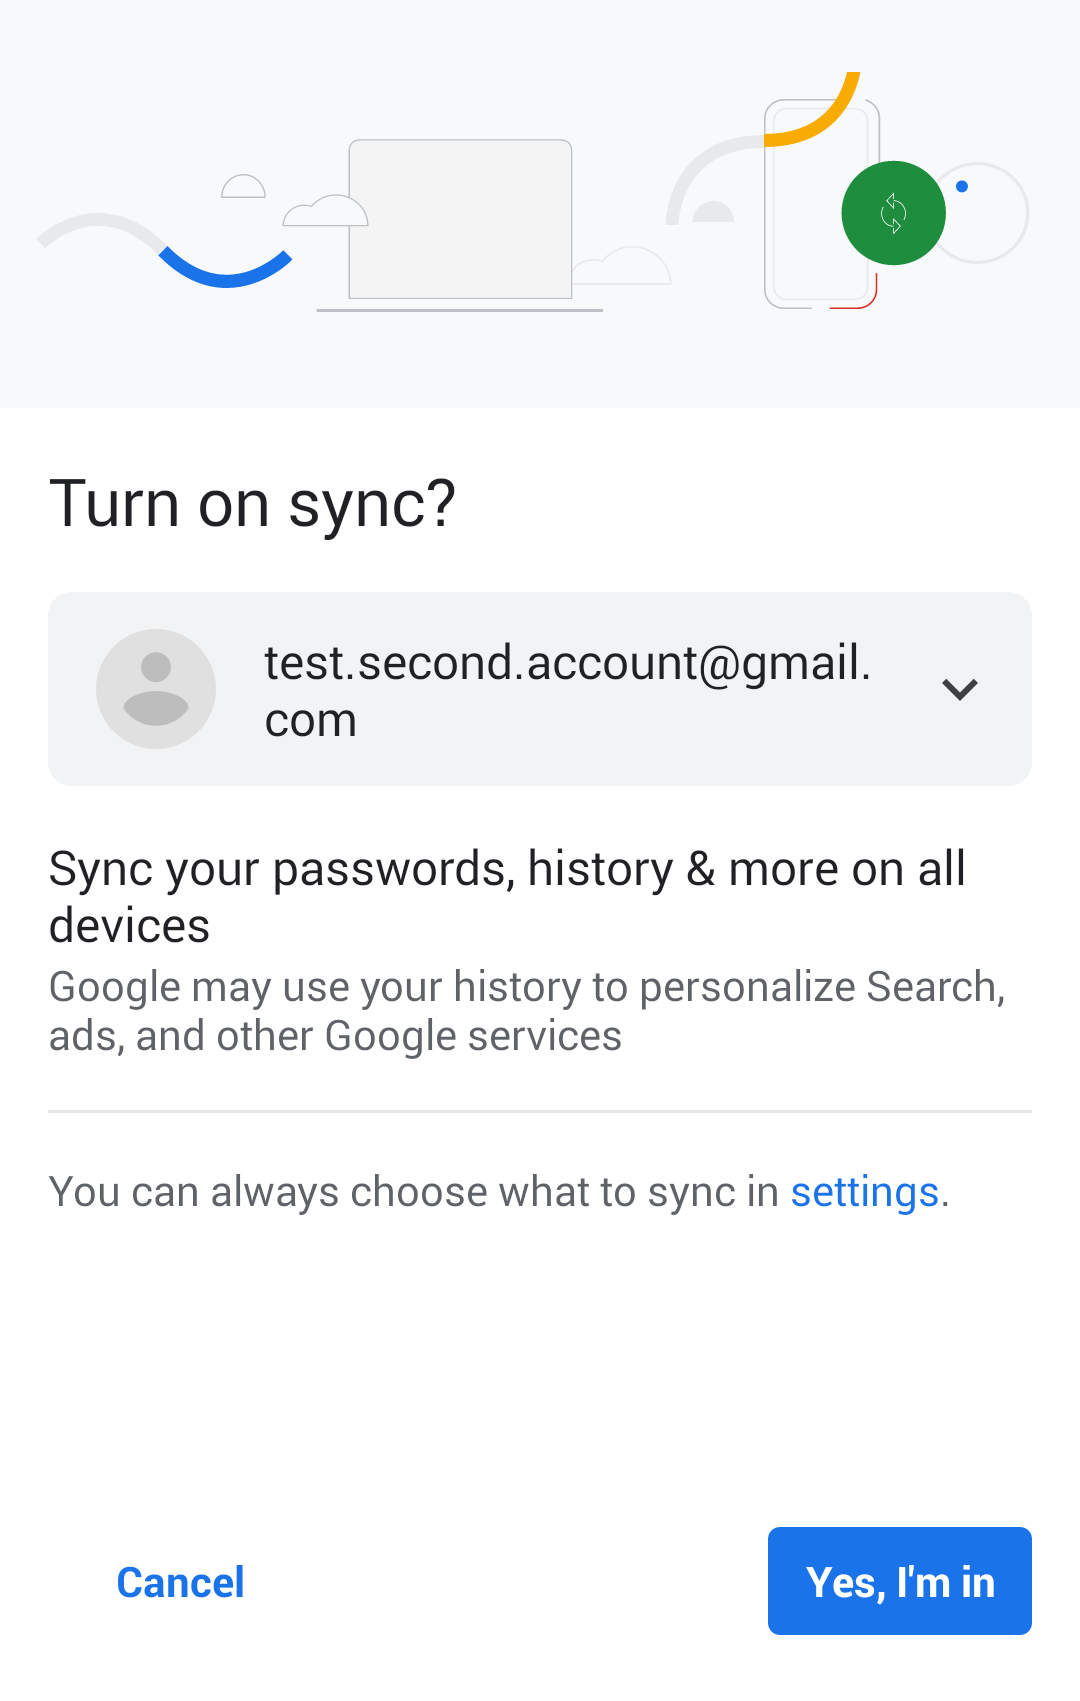 Turn on sync?
test.second.account@gmail.
com
Sync your passwords, history & more on all
devices
Google may use your history to personalize Search,
ads, and other Google services
You can always choose what to sync in settings.
Cancel
Yes, I'm in